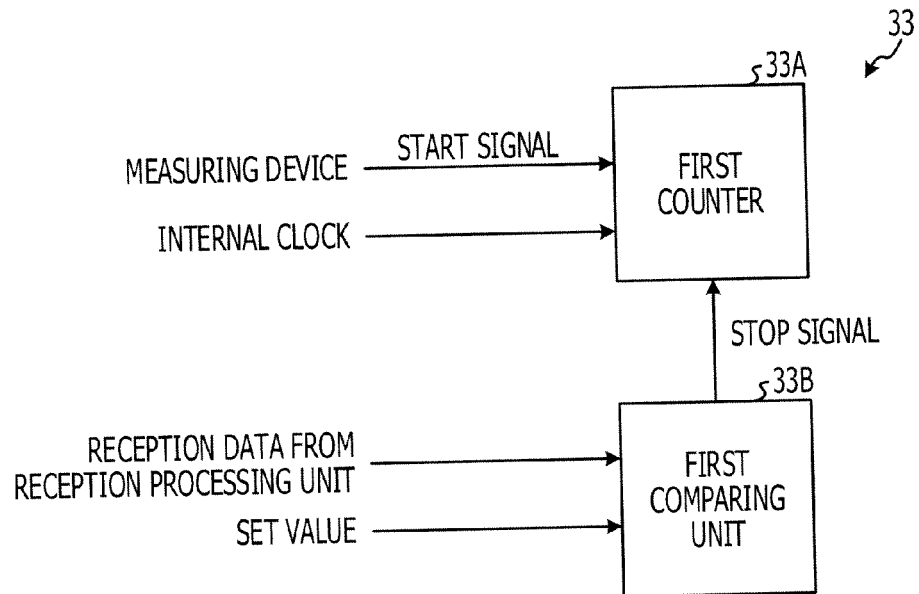 33
33A
START SIGNAL
MEASURING DEVICE
FIRST
COUNTER
INTERNAL CLOCK
STOP SIGNAL
33B
RECEPTION DATA FROM
RECEPTION PROCESSING UNIT
FIRST
COMPARING
UNIT
SET VALUE